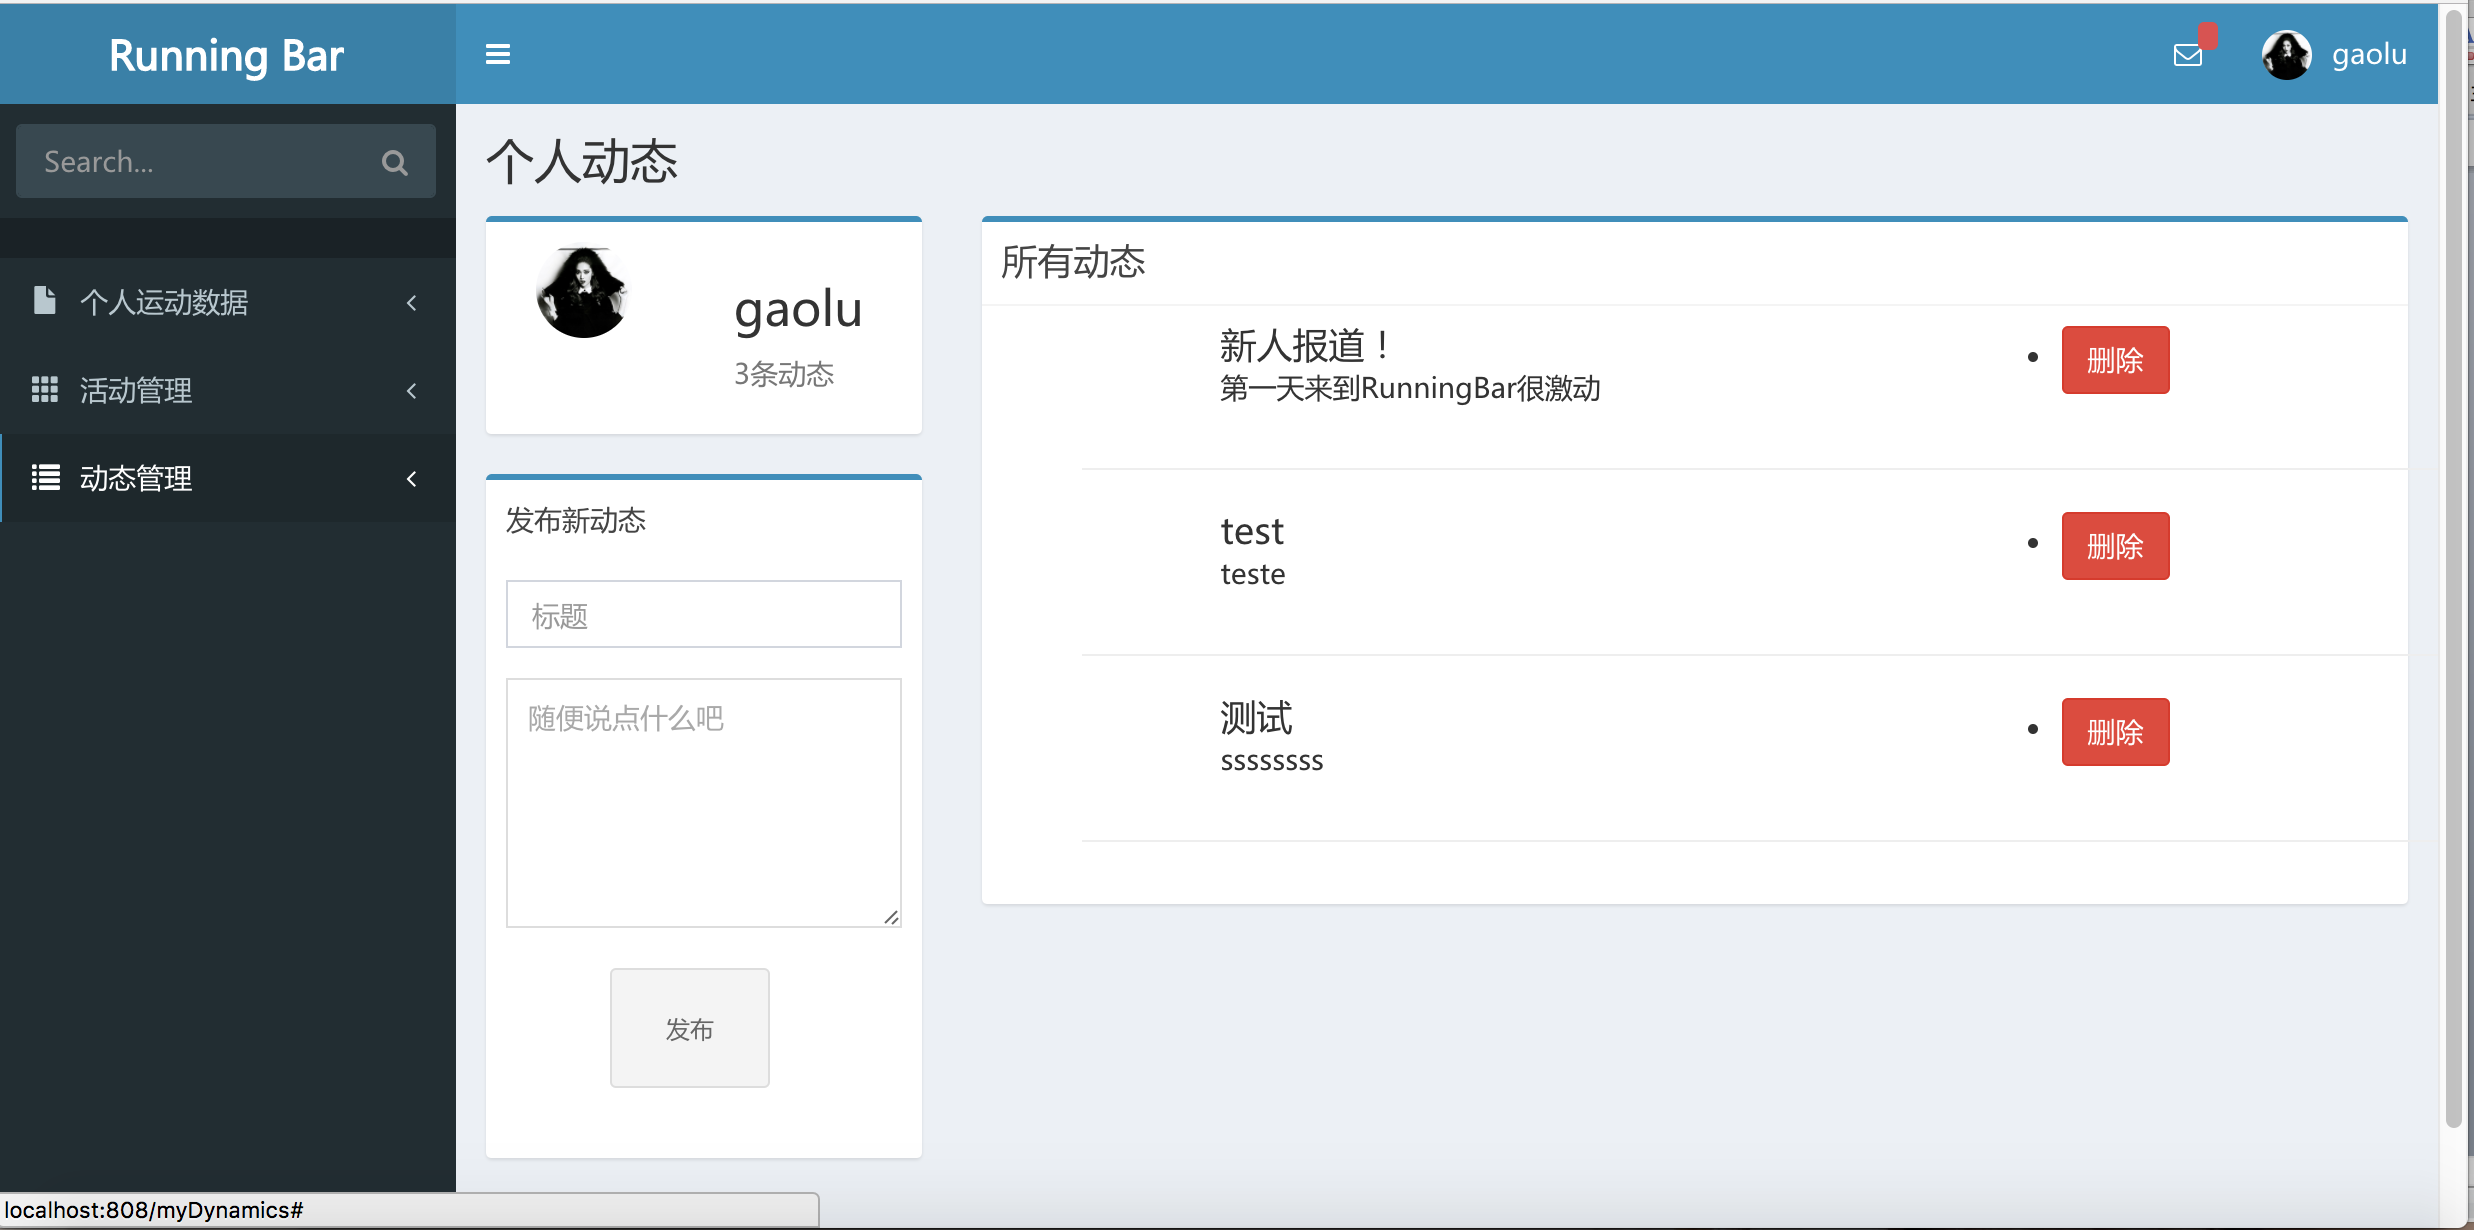 Running Bar
gaolu
Search...
个人运动数据
活动管理
动态管理
个人动态
gaolu
3条动态
发布新动态
标题
随便说点什么吧
发布
所有动态
新人报道！
第一天来到RunningBar很激动
删除
test
teste
删除
测试
ssssssss
删除
localhost:808/myDynamics#